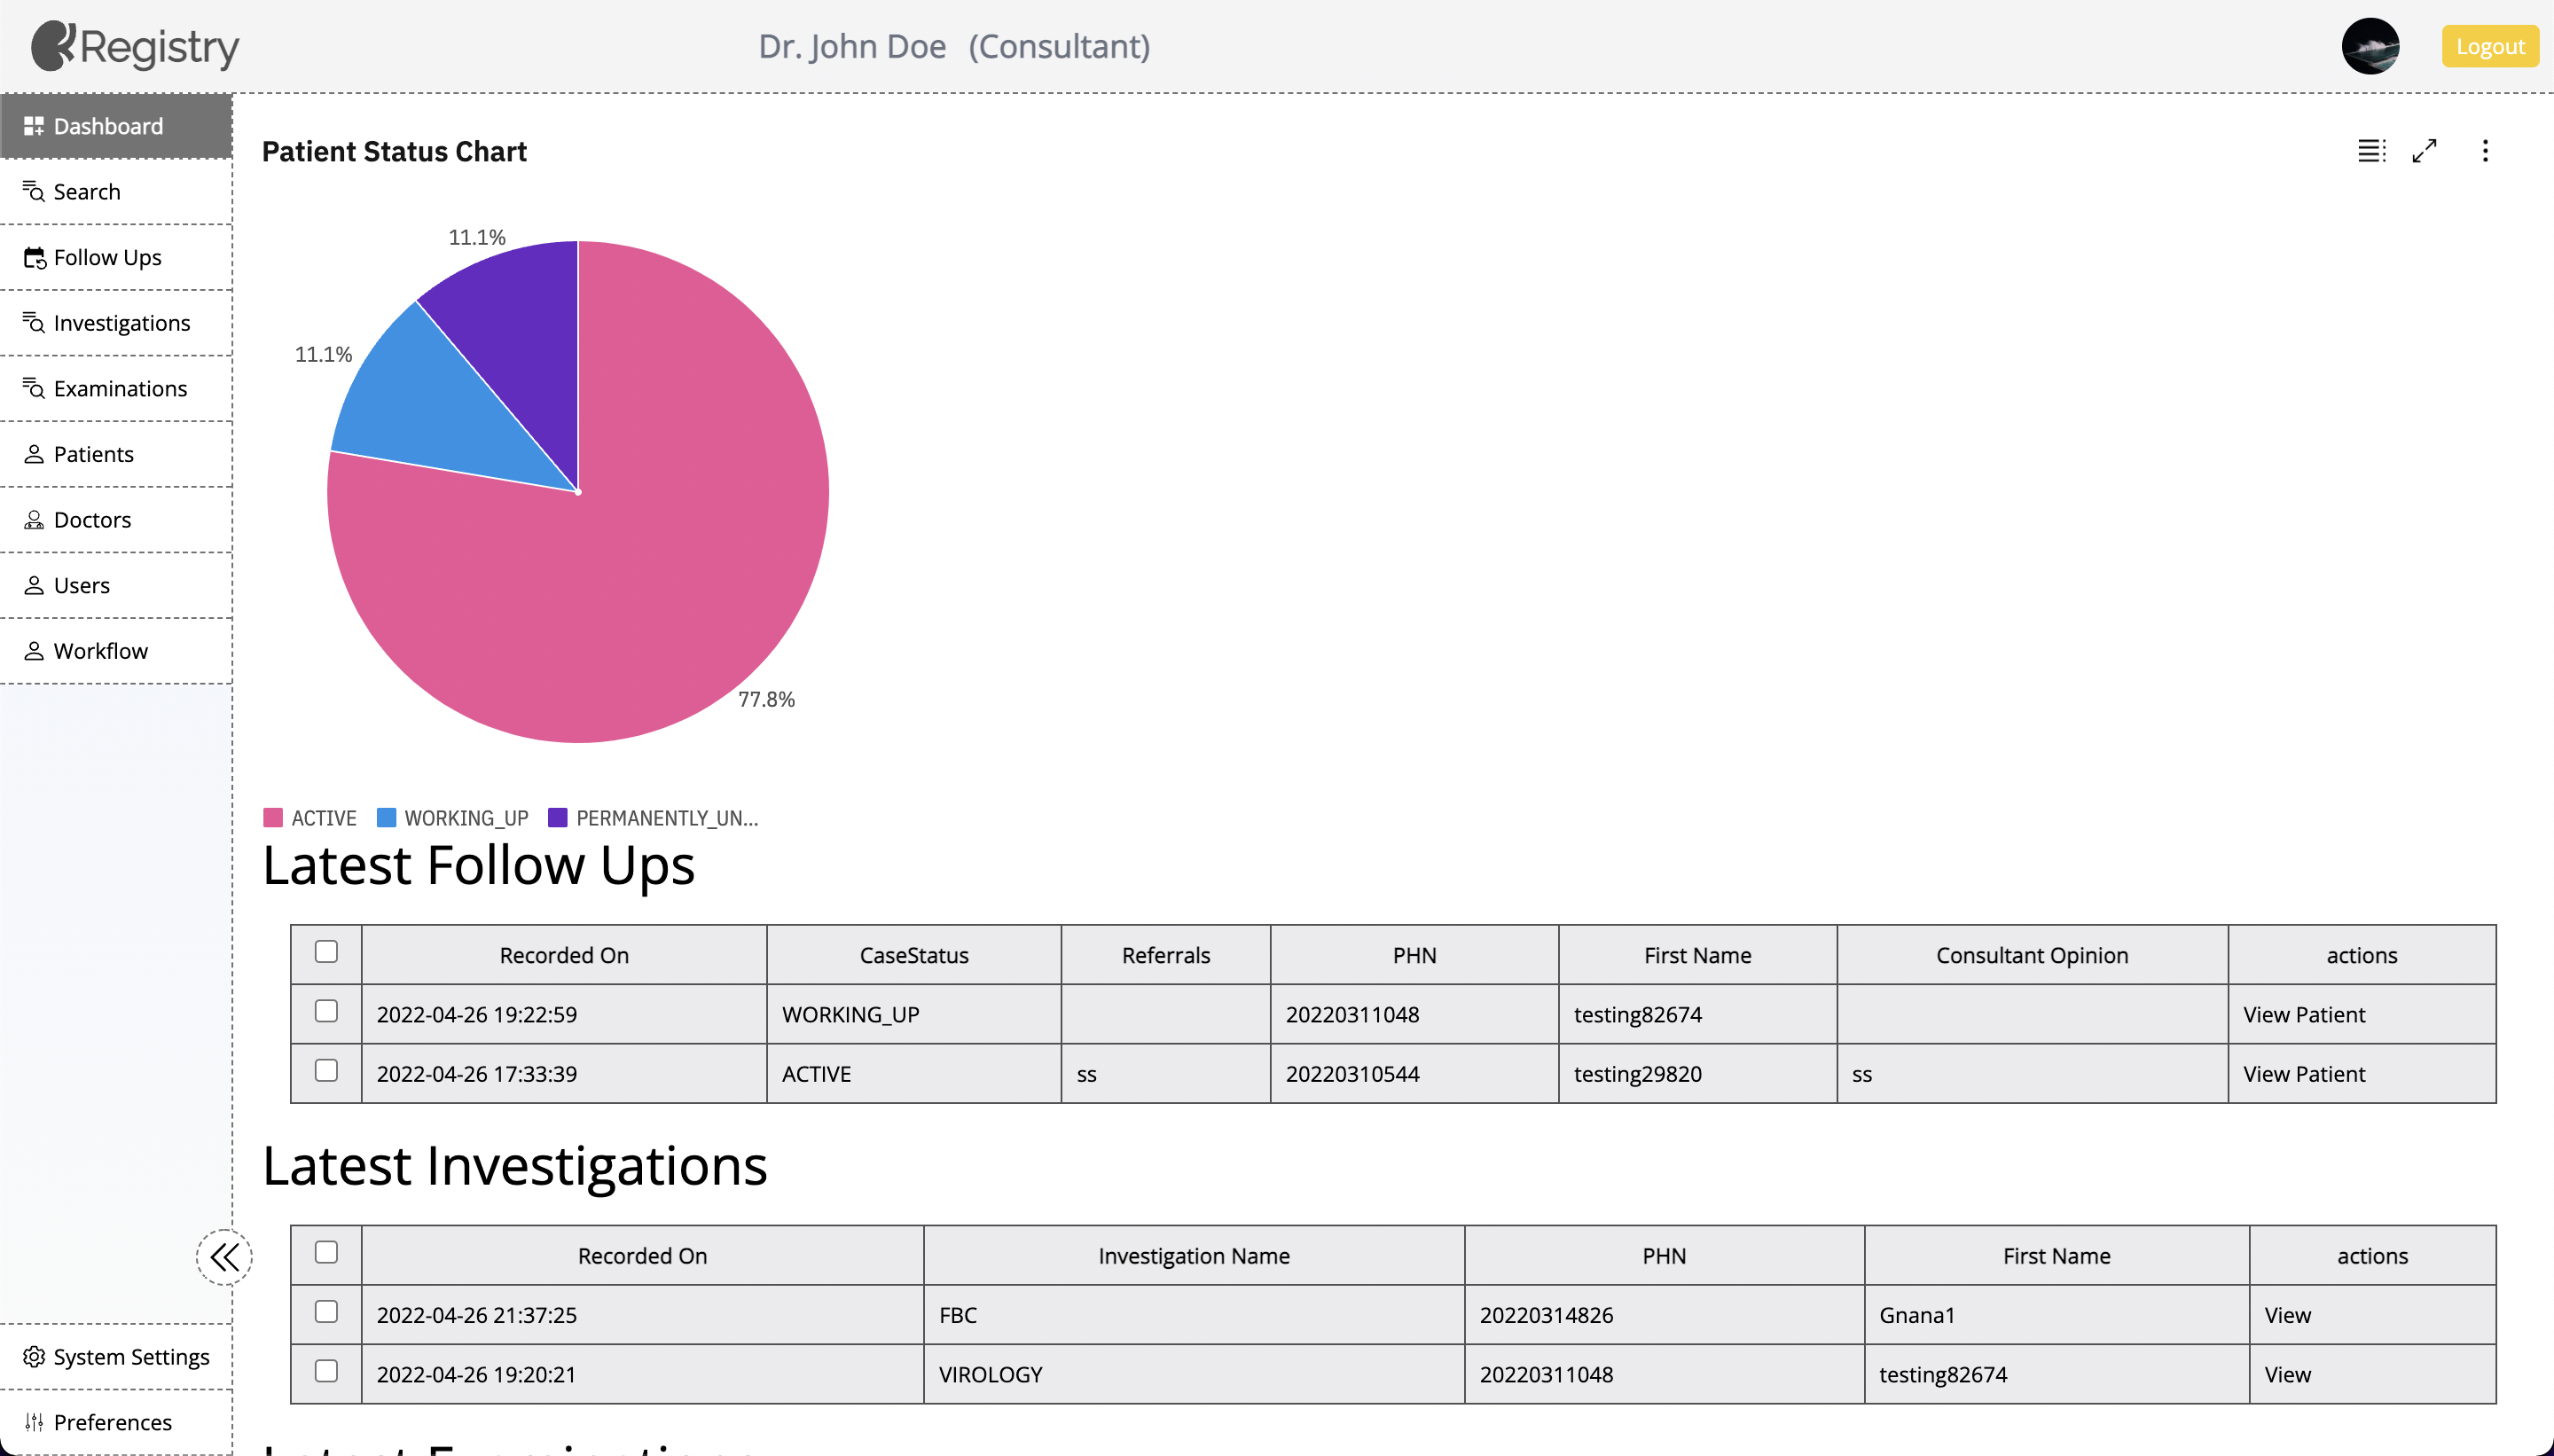 Registry
Dr. John Doe (Consultant)
Logout
Dashboard
Search
Follow Ups
Investigations
Examinations
Patients
Doctors
Users
Workflow
System Settings
Preferences
Patient Status Chart
11.1%
11.1%
77.8%
ACTIVE WORKING_UP PERMANENTLY_UN...
Latest Follow Ups
Recorded On CaseStatus Referrals PHN First Name Consultant Opinion actions
2022-04-26 19:22:59 WORKING_UP 20220311048 testing82674 View Patient
2022-04-26 17:33:39 ACTIVE ss 20220310544 testing29820 ss View Patient
Latest Investigations
Recorded On Investigation Name PHN First Name actions
2022-04-26 21:37:25 FBC 20220314826 Gnana1 View
2022-04-26 19:20:21 VIROLOGY 20220311048 testing82674 View